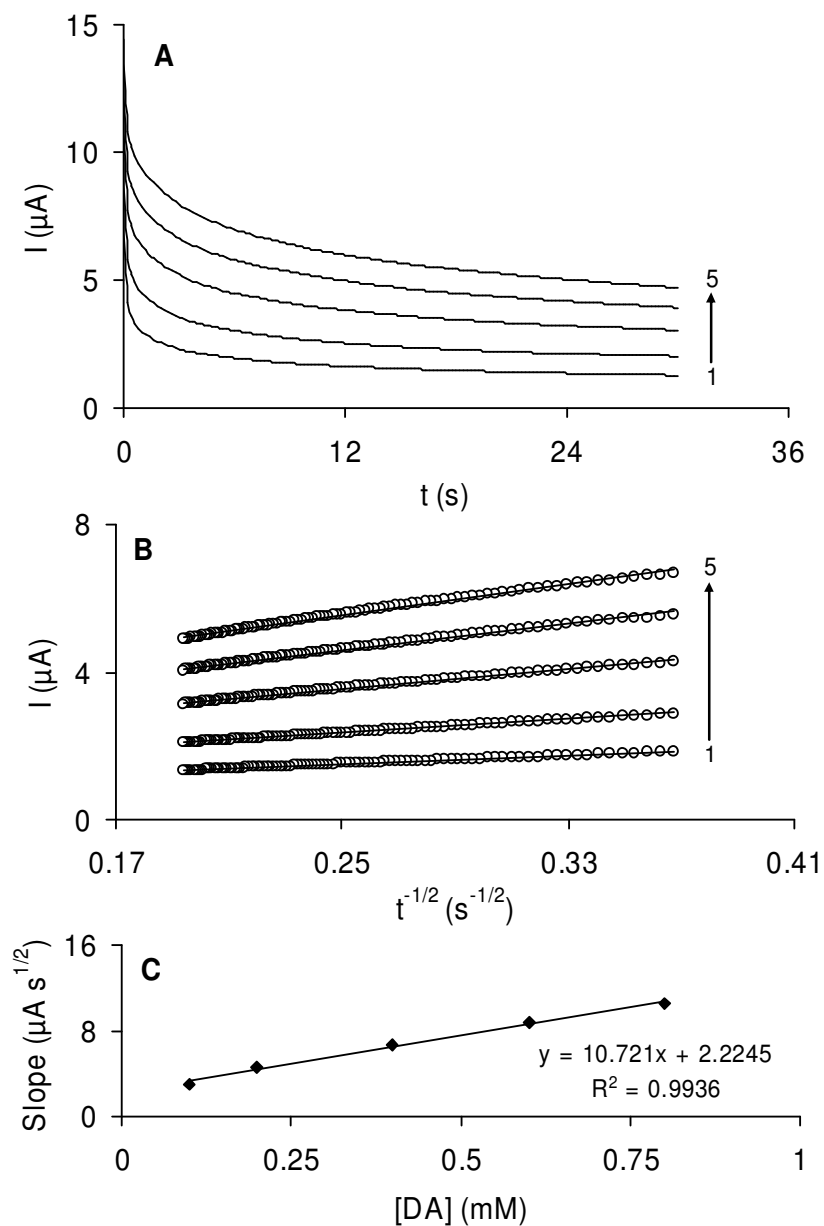 15
A
10
I (µA)
5
5
1
0
0
12
24
36
t (s)
8
B
5
I (µA)
4
1
0
0.17
0.25
0.33
0.41
t^-1/2 (s^-1/2)
16
C
Slope (µA s^1/2)
8
y = 10.721x + 2.2245
R² = 0.9936
0
0
0.25
0.5
0.75
1
[DA] (mM)